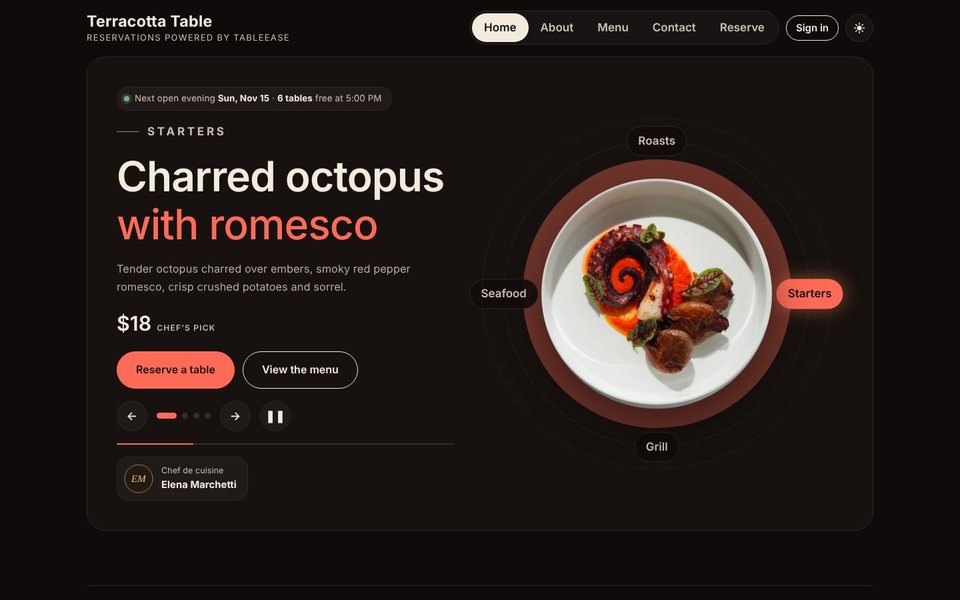 Terracotta Table
RESERVATIONS POWERED BY TABLEEASE
Home
About
Menu
Contact
Reserve
Sign in
Next open evening Sun, Nov 15 · 6 tables free at 5:00 PM
STARTERS
Charred octopus
with romesco
Tender octopus charred over embers, smoky red pepper
romesco, crisp crushed potatoes and sorrel.
$18 CHEF'S PICK
Reserve a table
View the menu
EM
Chef de cuisine
Elena Marchetti
Roasts
Seafood
Starters
Grill